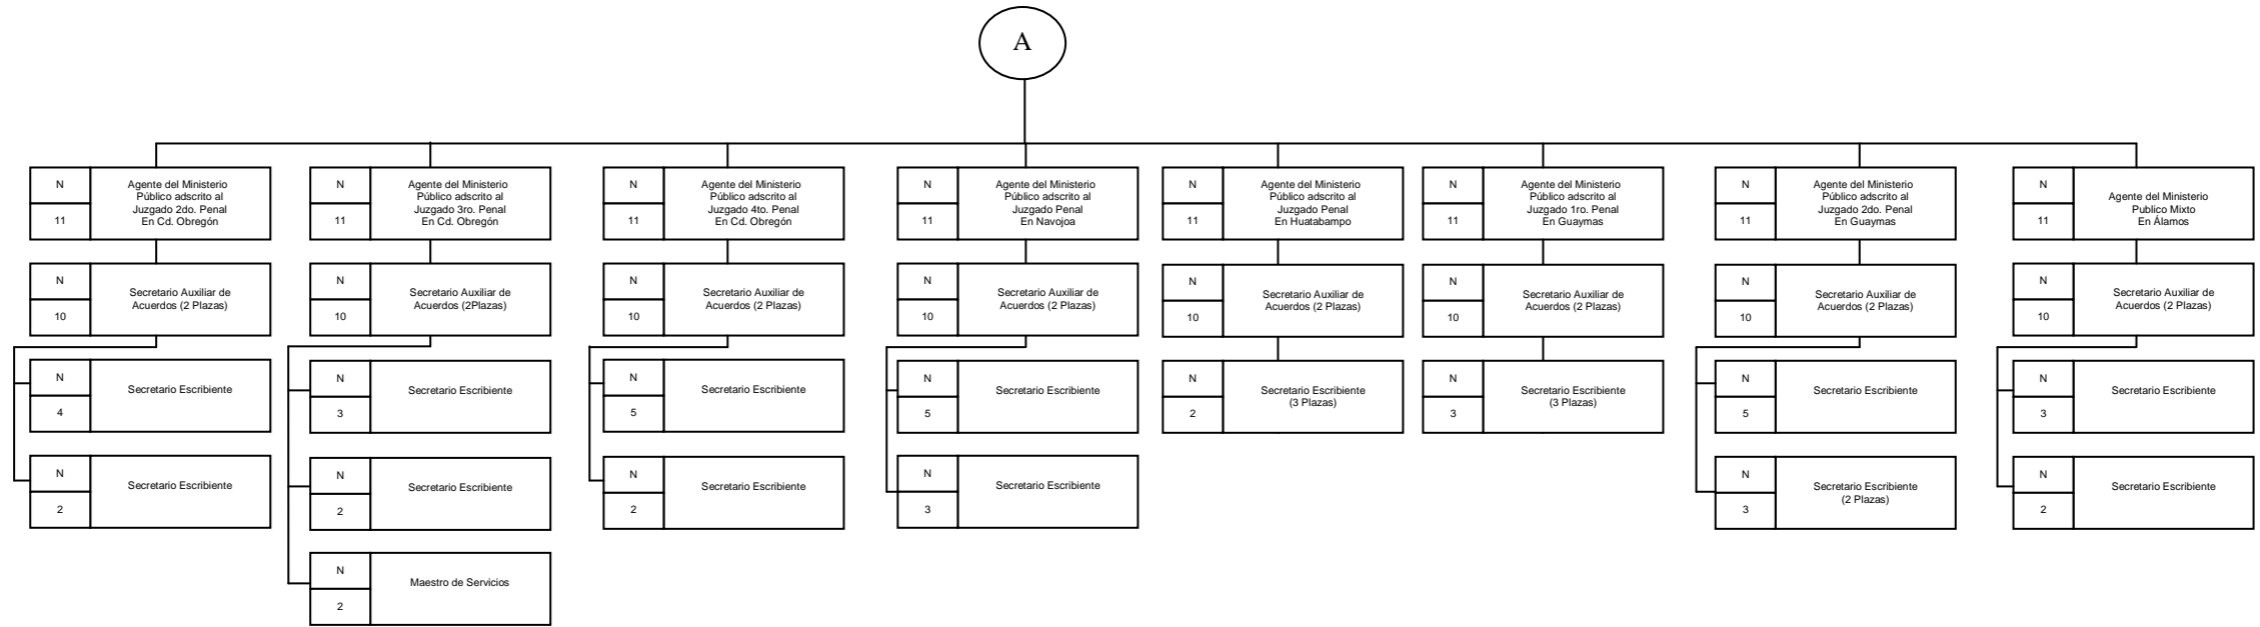 A
N
11
Agente del Ministerio
Público adscrito al
Juzgado 2do. Penal
En Cd. Obregón
N
10
Secretario Auxiliar de
Acuerdos (2 Plazas)
N
4
Secretario Escribiente
N
2
Secretario Escribiente
N
11
Agente del Ministerio
Público adscrito al
Juzgado 3ro. Penal
En Cd. Obregón
N
10
Secretario Auxiliar de
Acuerdos (2Plazas)
N
3
Secretario Escribiente
N
2
Secretario Escribiente
N
2
Maestro de Servicios
N
11
Agente del Ministerio
Público adscrito al
Juzgado 4to. Penal
En Cd. Obregón
N
10
Secretario Auxiliar de
Acuerdos (2 Plazas)
N
5
Secretario Escribiente
N
2
Secretario Escribiente
N
11
Agente del Ministerio
Público adscrito al
Juzgado Penal
En Navojoa
N
10
Secretario Auxiliar de
Acuerdos (2 Plazas)
N
5
Secretario Escribiente
N
3
Secretario Escribiente
N
11
Agente del Ministerio
Público adscrito al
Juzgado Penal
En Huatabampo
N
10
Secretario Auxiliar de
Acuerdos (2 Plazas)
N
2
Secretario Escribiente
(3 Plazas)
N
11
Agente del Ministerio
Público adscrito al
Juzgado 1ro. Penal
En Guaymas
N
10
Secretario Auxiliar de
Acuerdos (2 Plazas)
N
3
Secretario Escribiente
(3 Plazas)
N
11
Agente del Ministerio
Público adscrito al
Juzgado 2do. Penal
En Guaymas
N
10
Secretario Auxiliar de
Acuerdos (2 Plazas)
N
5
Secretario Escribiente
N
3
Secretario Escribiente
(2 Plazas)
N
11
Agente del Ministerio
Publico Mixto
En Álamos
N
10
Secretario Auxiliar de
Acuerdos (2 Plazas)
N
3
Secretario Escribiente
N
2
Secretario Escribiente